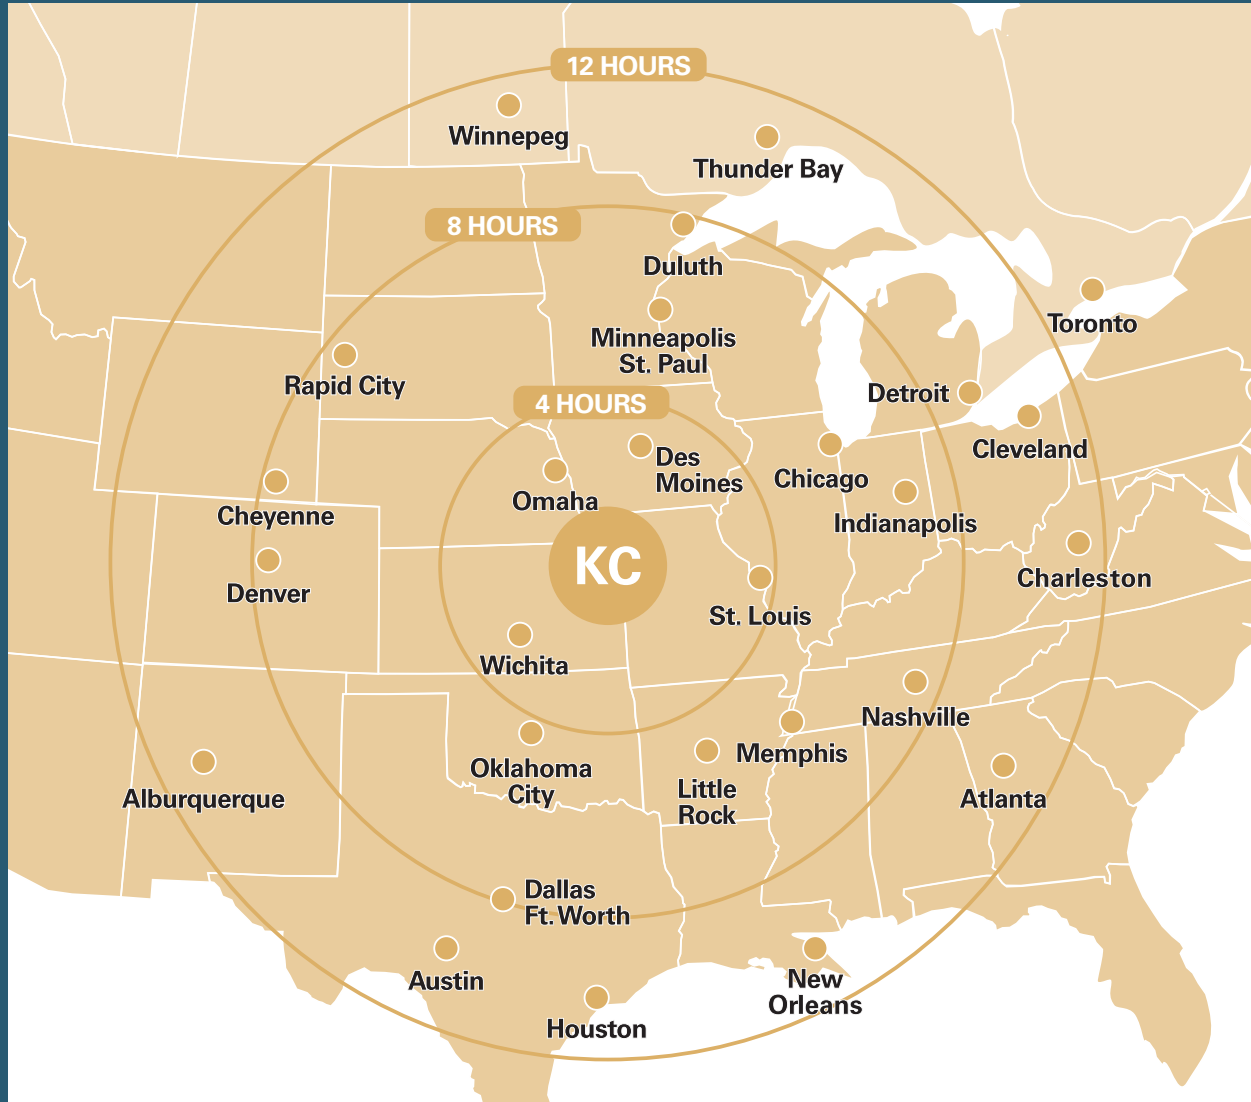 12 HOURS
Winnepeg
Thunder Bay
8 HOURS
Duluth
Toronto
Minneapolis
St. Paul
Rapid City
Detroit
4 HOURS
Cleveland
Des
Moines
Chicago
Omaha
Indianapolis
Cheyenne
KC
Charleston
Denver
St. Louis
Wichita
Nashville
Memphis
Oklahoma
City
Little
Rock
Alburquerque
Atlanta
Dallas
Ft. Worth
Austin
New
Orleans
Houston